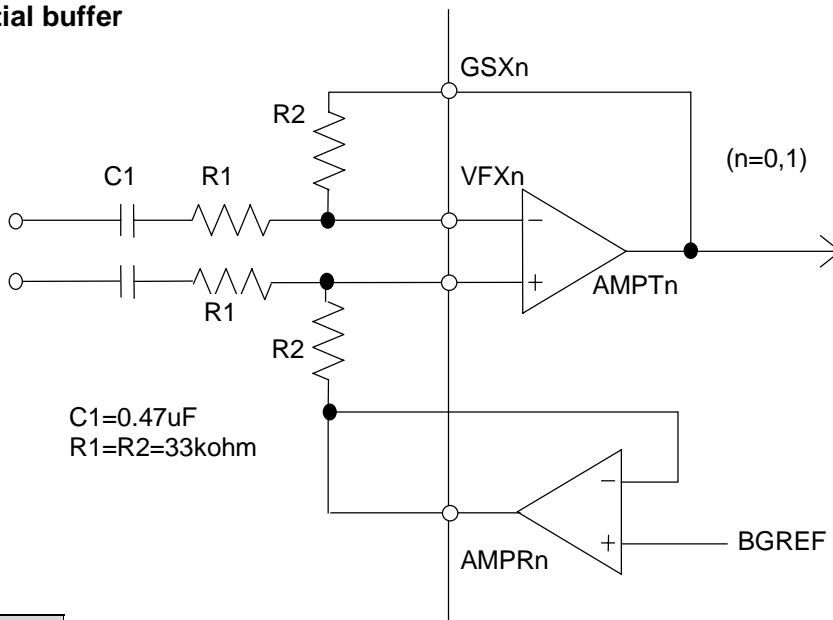 tial buffer
GSXn
R2
(n=0,1)
C1
R1
VFXn
−
+
AMPTn
R1
R2
C1=0.47uF
R1=R2=33kohm
−
+
BGREF
AMPRn